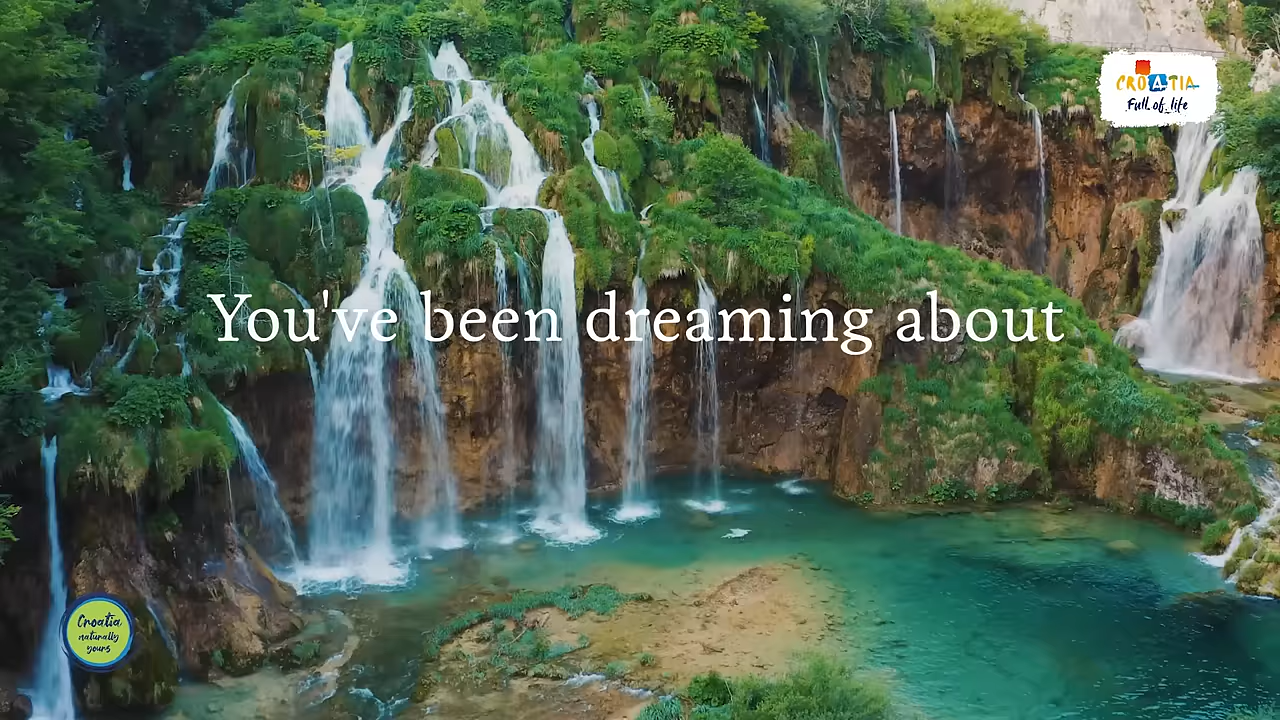 CROATIA
Full of life
You've been dreaming about
Croatia
naturally
yours